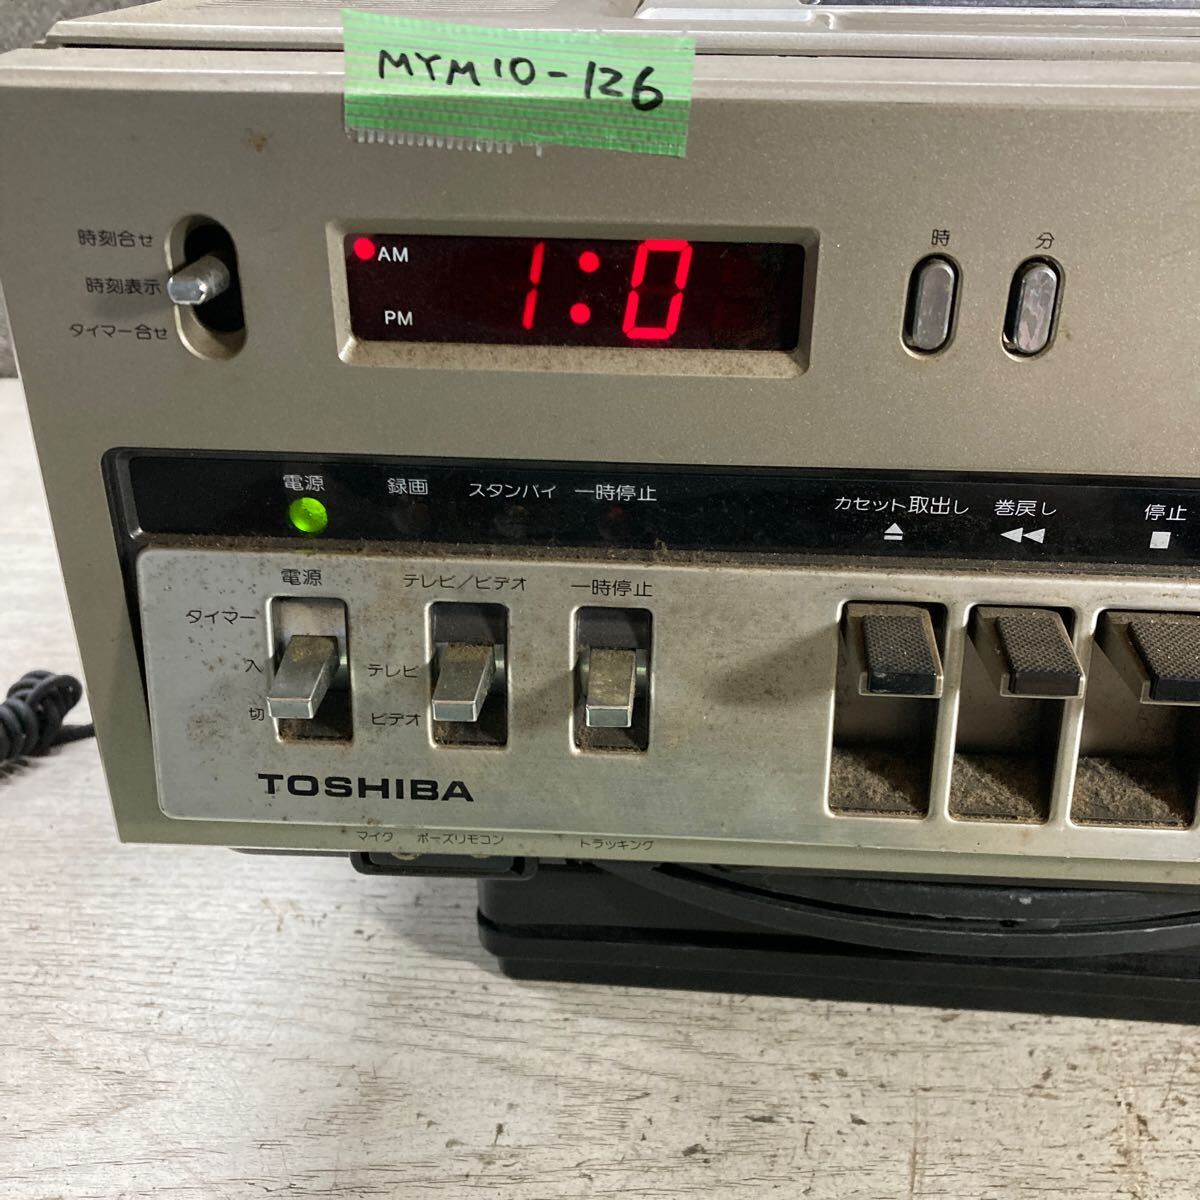 MYM10-126
時刻合せ
時刻表示
タイマー合せ
AM 1:0
PM
時 分
電源 録画 スタンバイ 一時停止
カセット取出し 巻戻し 停止
電源 テレビ/ビデオ 一時停止
タイマー
入 テレビ
切 ビデオ
TOSHIBA
マイク ポーズリモコン トラッキング